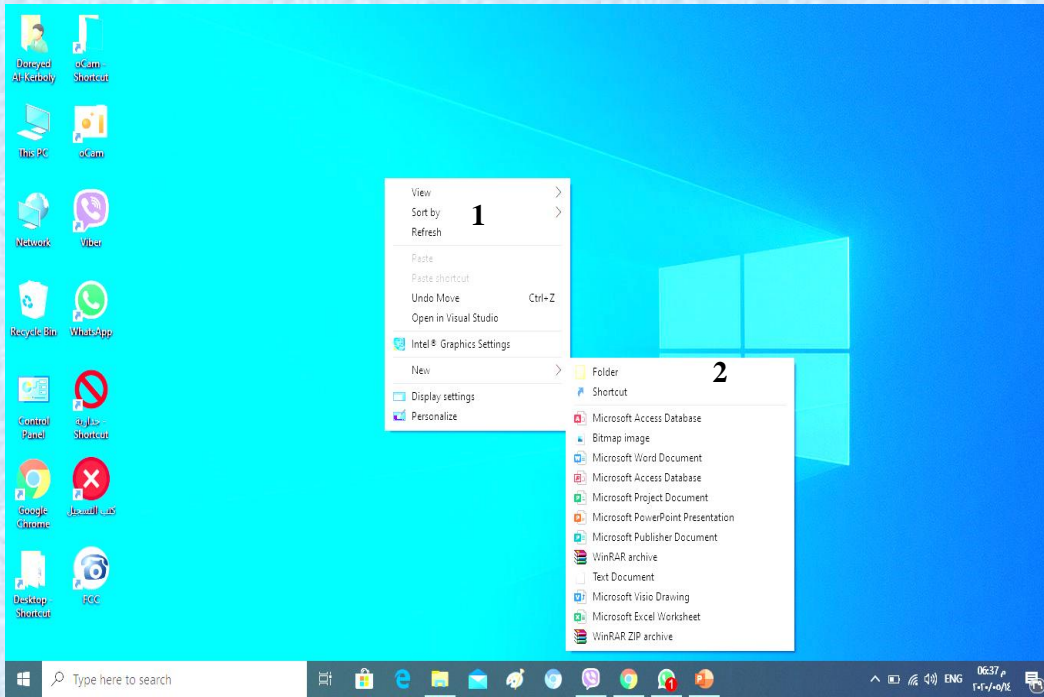 Doreyed
Al-Kerboly
oCam -
Shortcut
This PC
oCam
Network
Viber
Recycle Bin
WhatsApp
Control
Panel
Shortcut
Google
Chrome
كتب التسجيل
Desktop -
Shortcut
FCC
View
Sort by
1
Refresh
Paste
Paste shortcut
Undo Move Ctrl+Z
Open in Visual Studio
Intel® Graphics Settings
New
Display settings
Personalize
Folder
2
Shortcut
Microsoft Access Database
Bitmap image
Microsoft Word Document
Microsoft Access Database
Microsoft Project Document
Microsoft PowerPoint Presentation
Microsoft Publisher Document
WinRAR archive
Text Document
Microsoft Visio Drawing
Microsoft Excel Worksheet
WinRAR ZIP archive
Type here to search
1
ENG
06:37 م